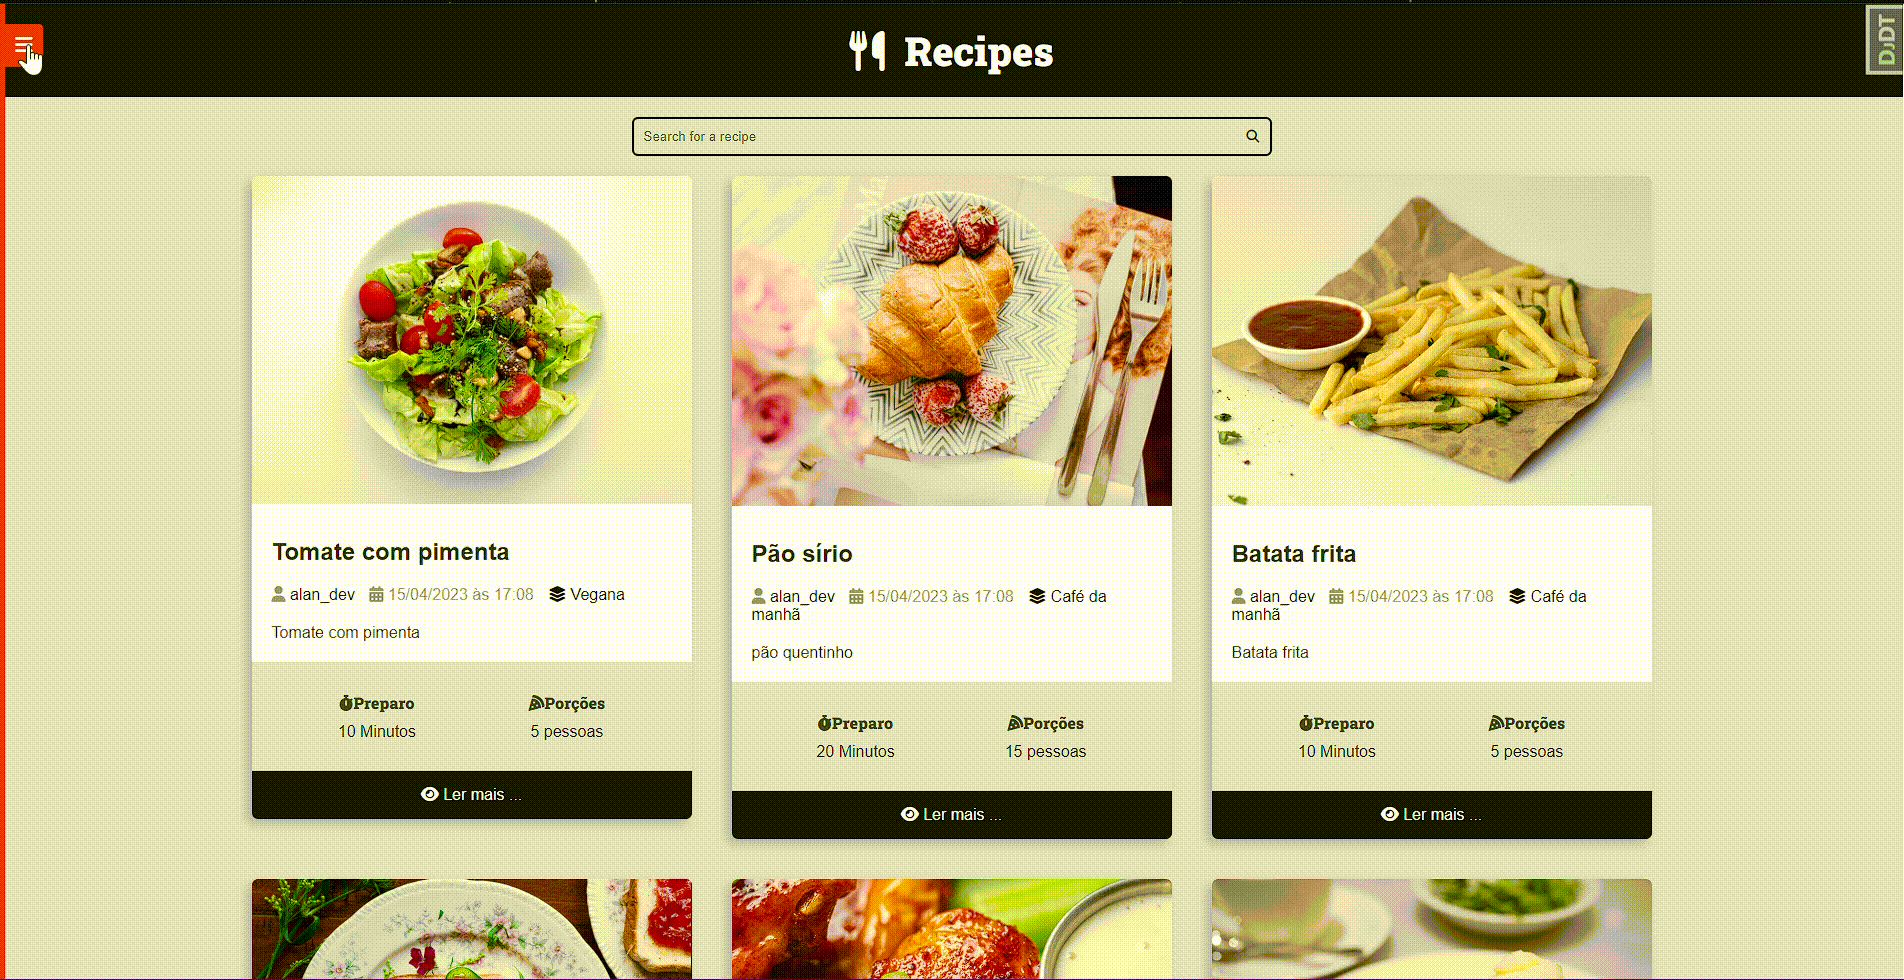 Recipes
DJDT
Search for a recipe
Tomate com pimenta
alan_dev 15/04/2023 às 17:08 Vegana
Tomate com pimenta
Preparo Porções
10 Minutos 5 pessoas
Ler mais ...
Pão sírio
alan_dev 15/04/2023 às 17:08 Café da
manhã
pão quentinho
Preparo Porções
20 Minutos 15 pessoas
Ler mais ...
Batata frita
alan_dev 15/04/2023 às 17:08 Café da
manhã
Batata frita
Preparo Porções
10 Minutos 5 pessoas
Ler mais ...